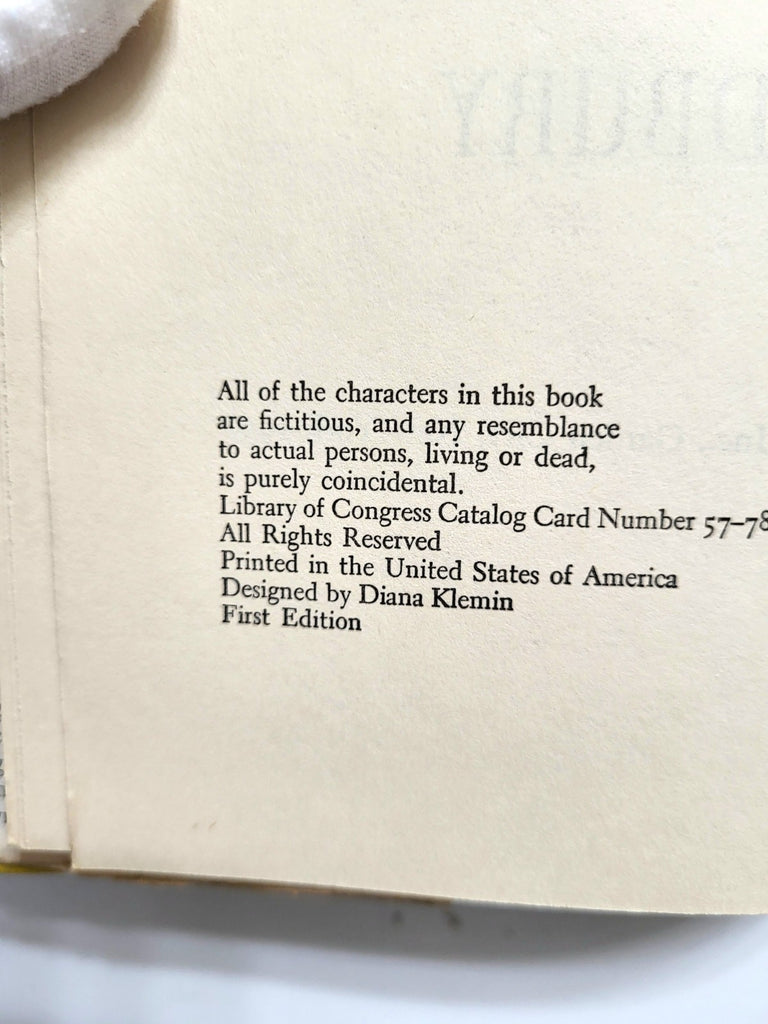 All of the characters in this book
are fictitious, and any resemblance
to actual persons, living or dead,
is purely coincidental.
Library of Congress Catalog Card Number 57–78
All Rights Reserved
Printed in the United States of America
Designed by Diana Klemin
First Edition